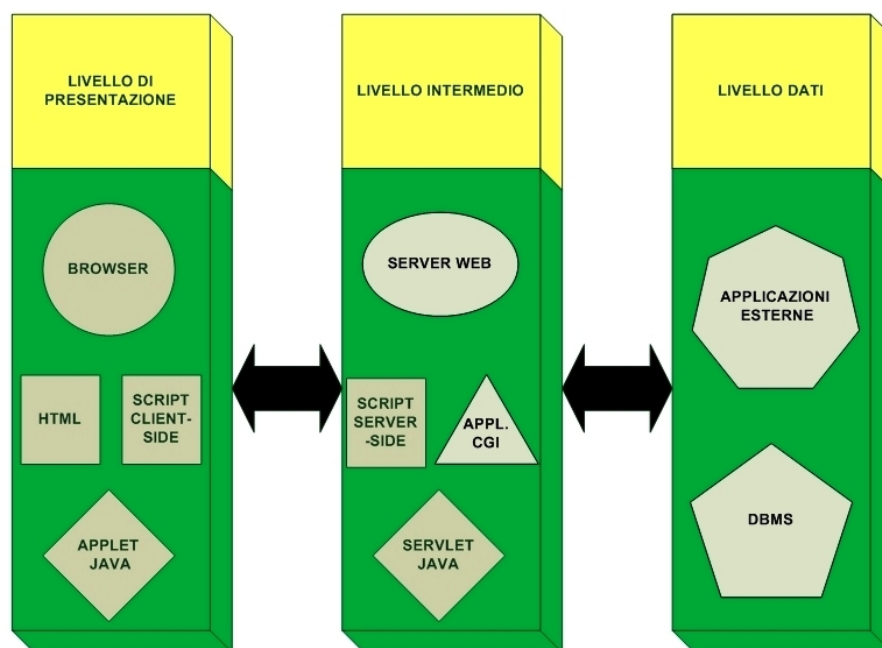 LIVELLO DI
PRESENTAZIONE
BROWSER
HTML
SCRIPT
CLIENT-
SIDE
APPLET
JAVA
LIVELLO INTERMEDIO
SERVER WEB
SCRIPT
SERVER
-SIDE
APPL.
CGI
SERVLET
JAVA
LIVELLO DATI
APPLICAZIONI
ESTERNE
DBMS